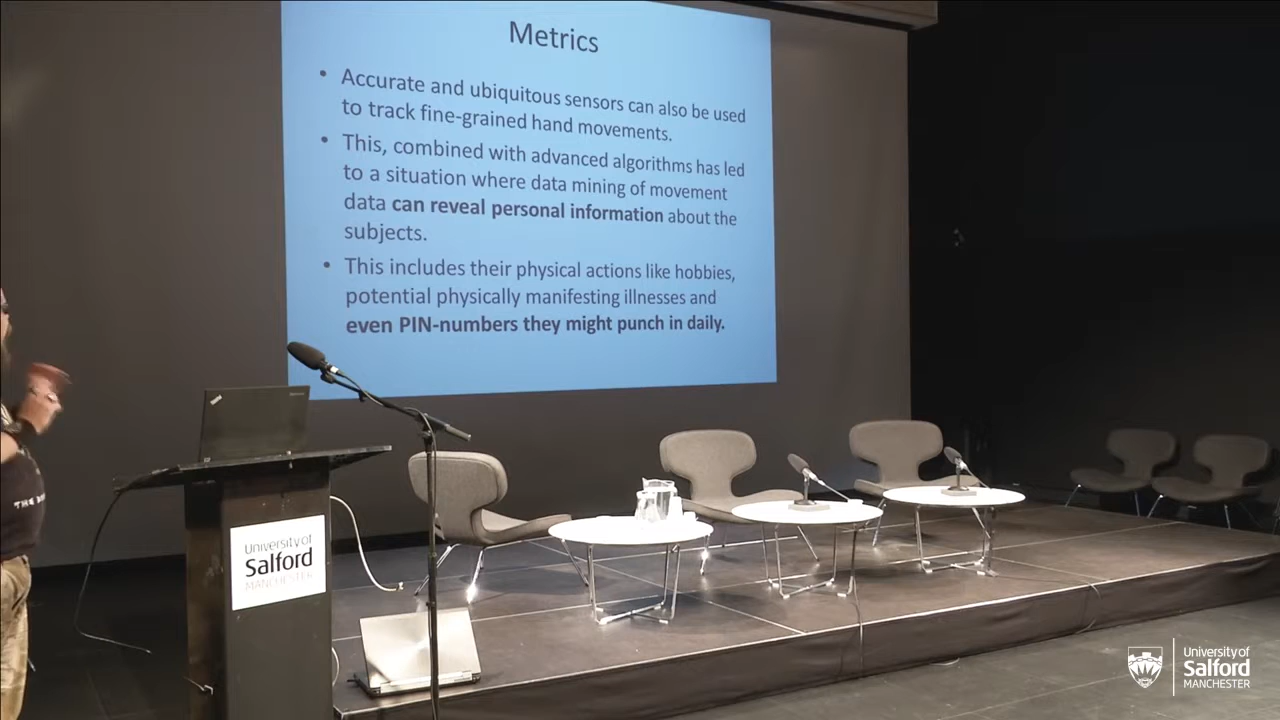 Metrics
• Accurate and ubiquitous sensors can also be used
to track fine-grained hand movements.
• This, combined with advanced algorithms has led
to a situation where data mining of movement
data can reveal personal information about the
subjects.
• This includes their physical actions like hobbies,
potential physically manifesting illnesses and
even PIN-numbers they might punch in daily.
University of
Salford
MANCHESTER
University of
Salford
MANCHESTER